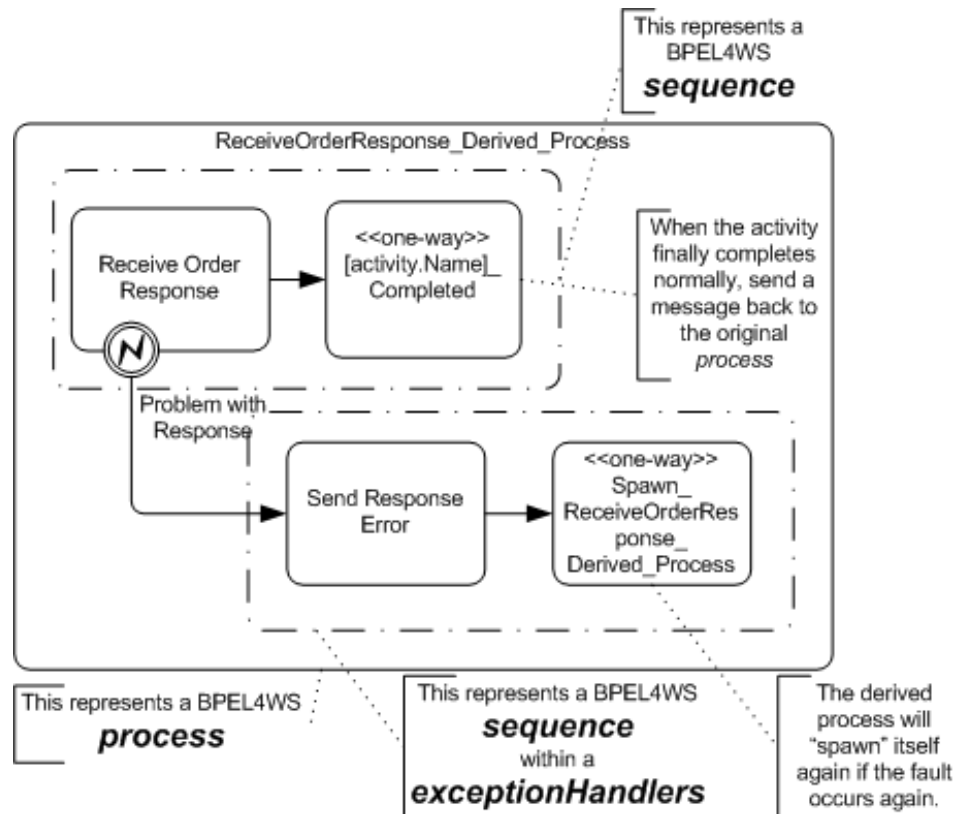 This represents a
BPEL4WS
sequence
ReceiveOrderResponse_Derived_Process
Receive Order
Response
<<one-way>>
[activity.Name]_
Completed
When the activity
finally completes
normally, send a
message back to
the original
process
Problem with
Response
Send Response
Error
<<one-way>>
Spawn_
ReceiveOrderRes
ponse_
Derived_Process
This represents a BPEL4WS
process
This represents a BPEL4WS
sequence
within a
exceptionHandlers
The derived
process will
“spawn” itself
again if the fault
occurs again.